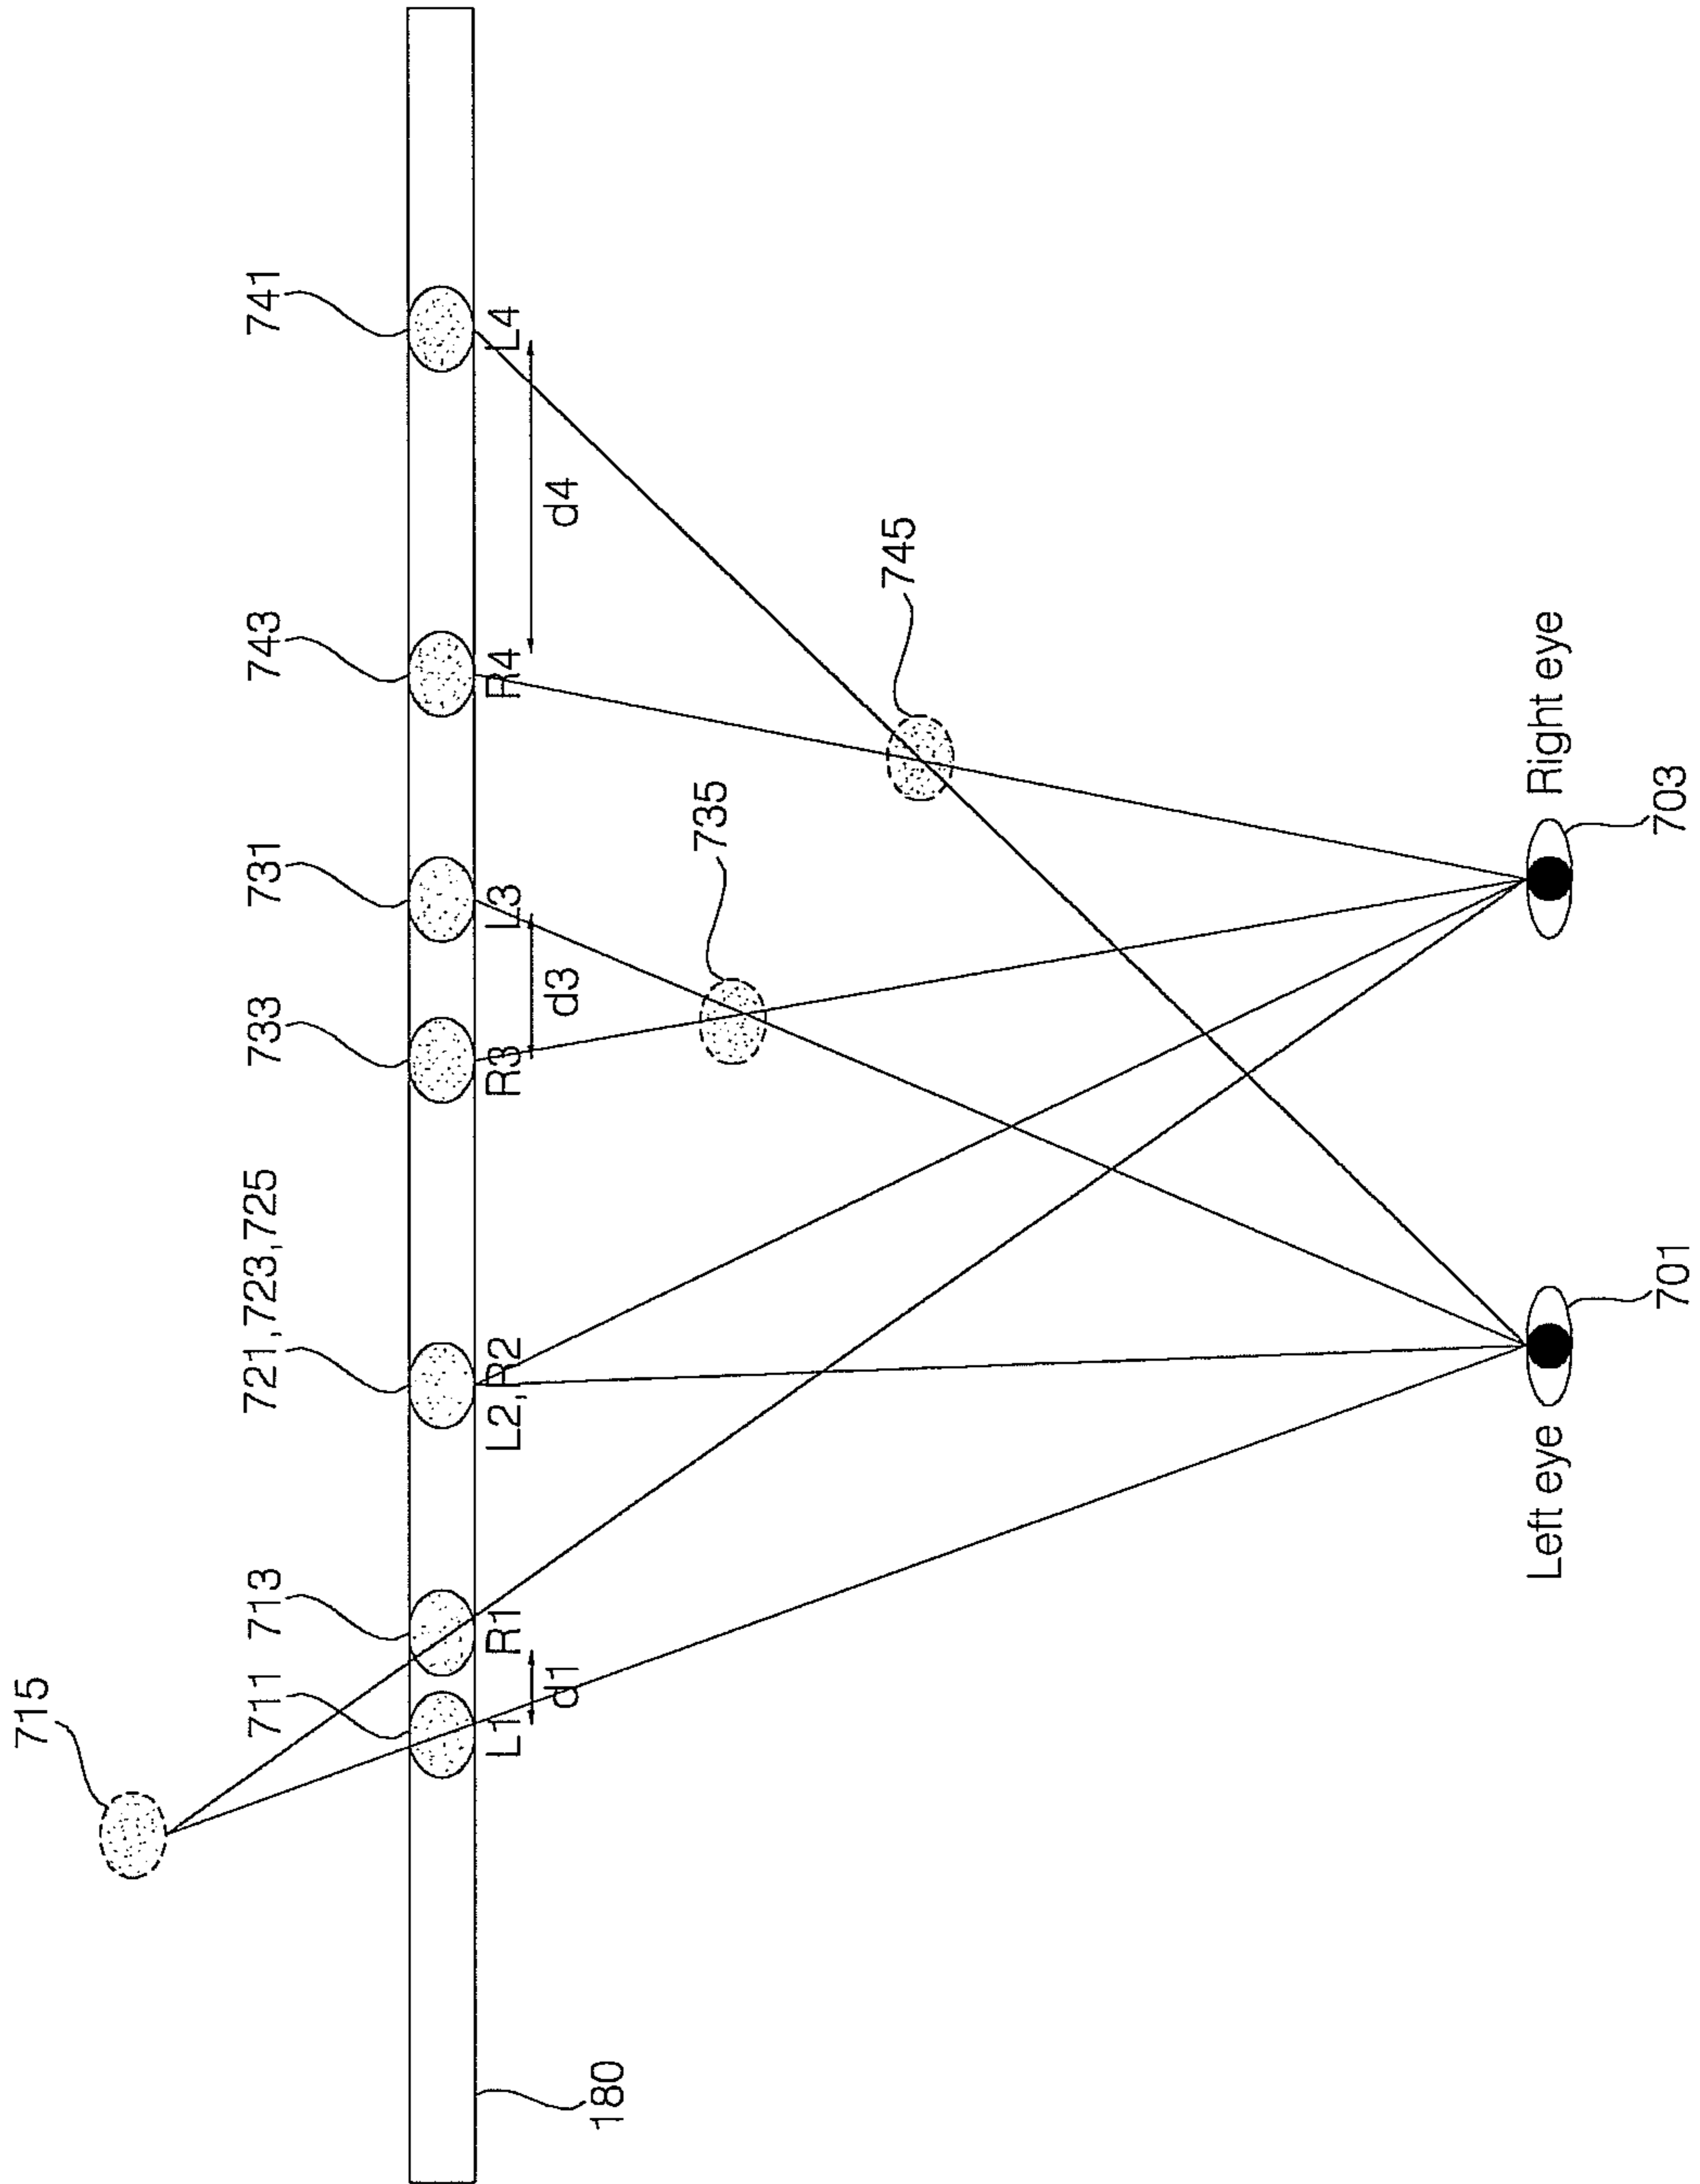 715
711
713
721,723,725
733
731
743
741
L1
R1
L2,R2
R3
L3
R4
L4
d1
d3
d4
180
735
745
Left eye
Right eye
701
703